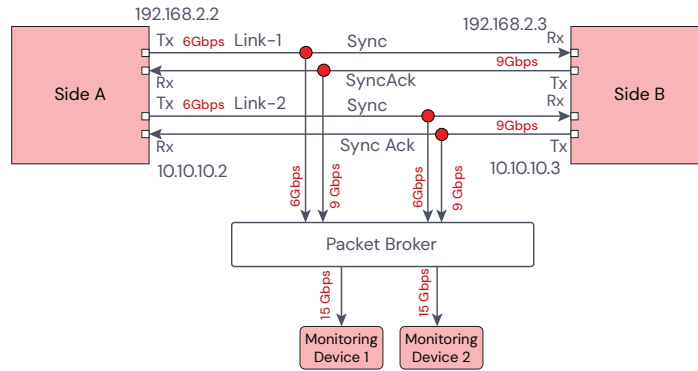 192.168.2.2
192.168.2.3
Tx 6Gbps Link-1 Sync Rx
9Gbps
Rx SyncAck Tx
Side A
Side B
Tx 6Gbps Link-2 Sync Rx
9Gbps
Rx Sync Ack Tx
10.10.10.2
10.10.10.3
6Gbps
9 Gbps
6Gbps
9 Gbps
Packet Broker
15 Gbps
15 Gbps
Monitoring
Device 1
Monitoring
Device 2